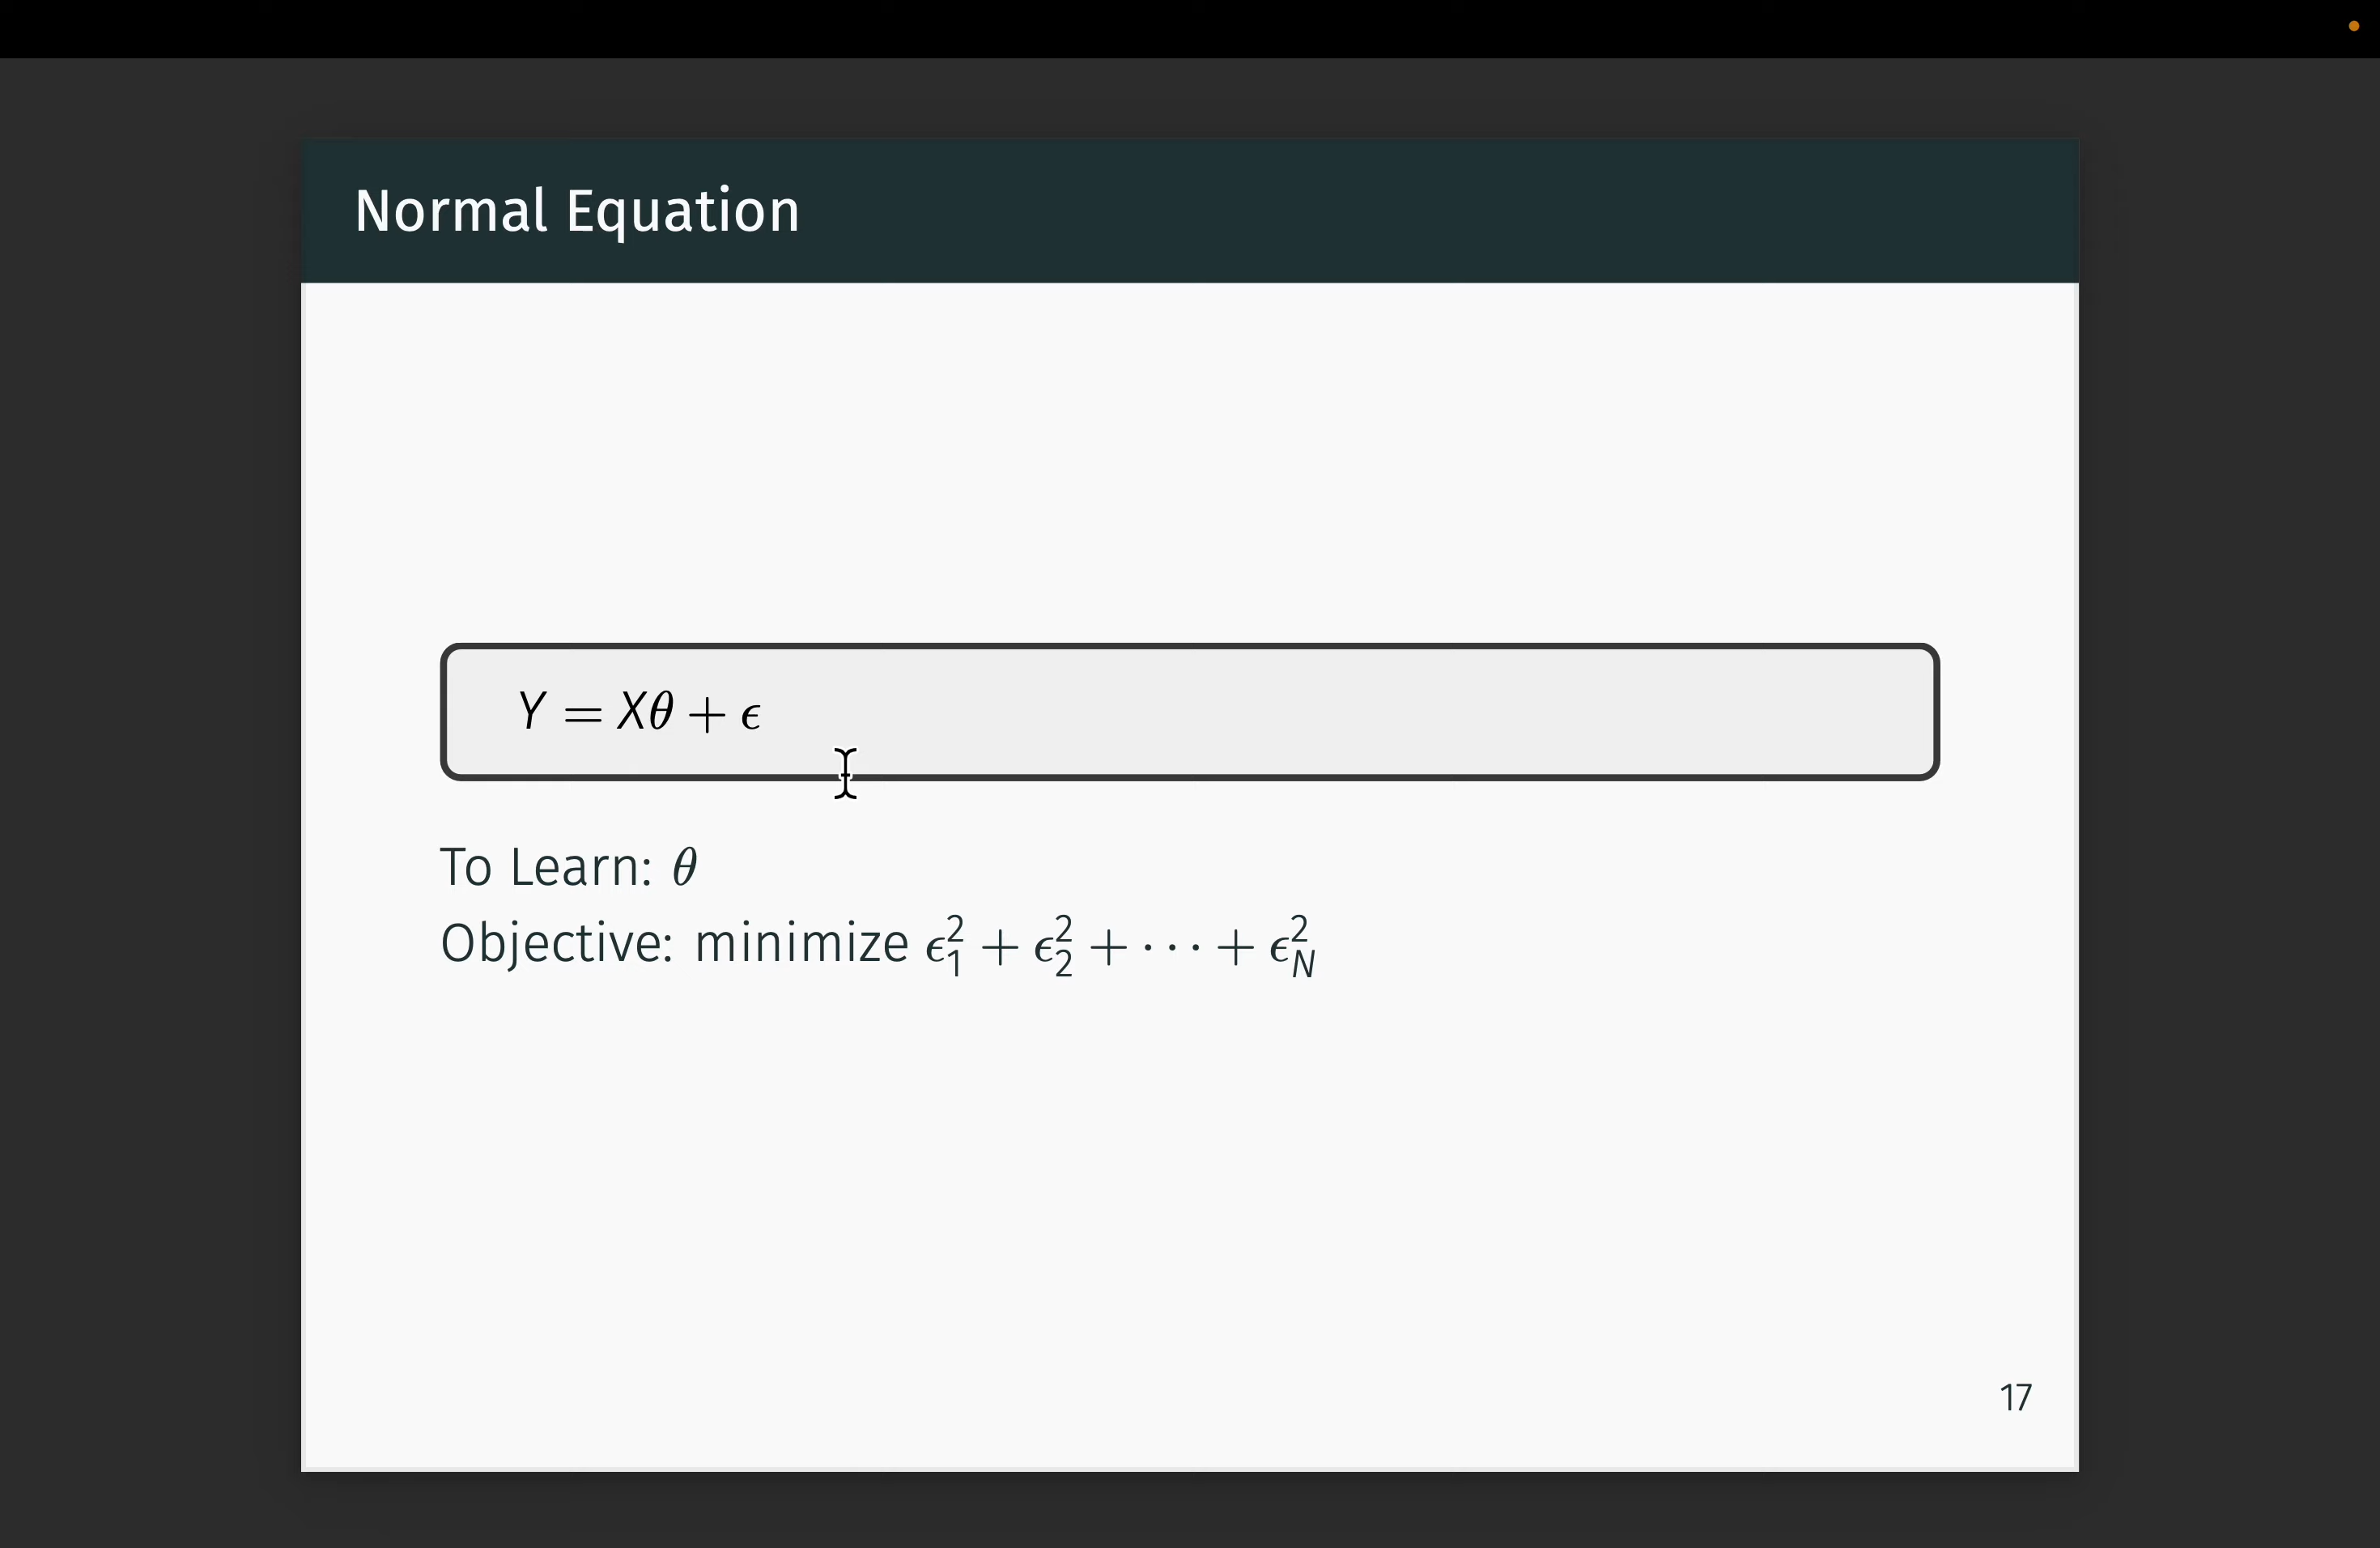 Normal Equation
Y = Xθ + ϵ
To Learn: θ
Objective: minimize ϵ₁² + ϵ₂² + ··· + ϵ_N²
17